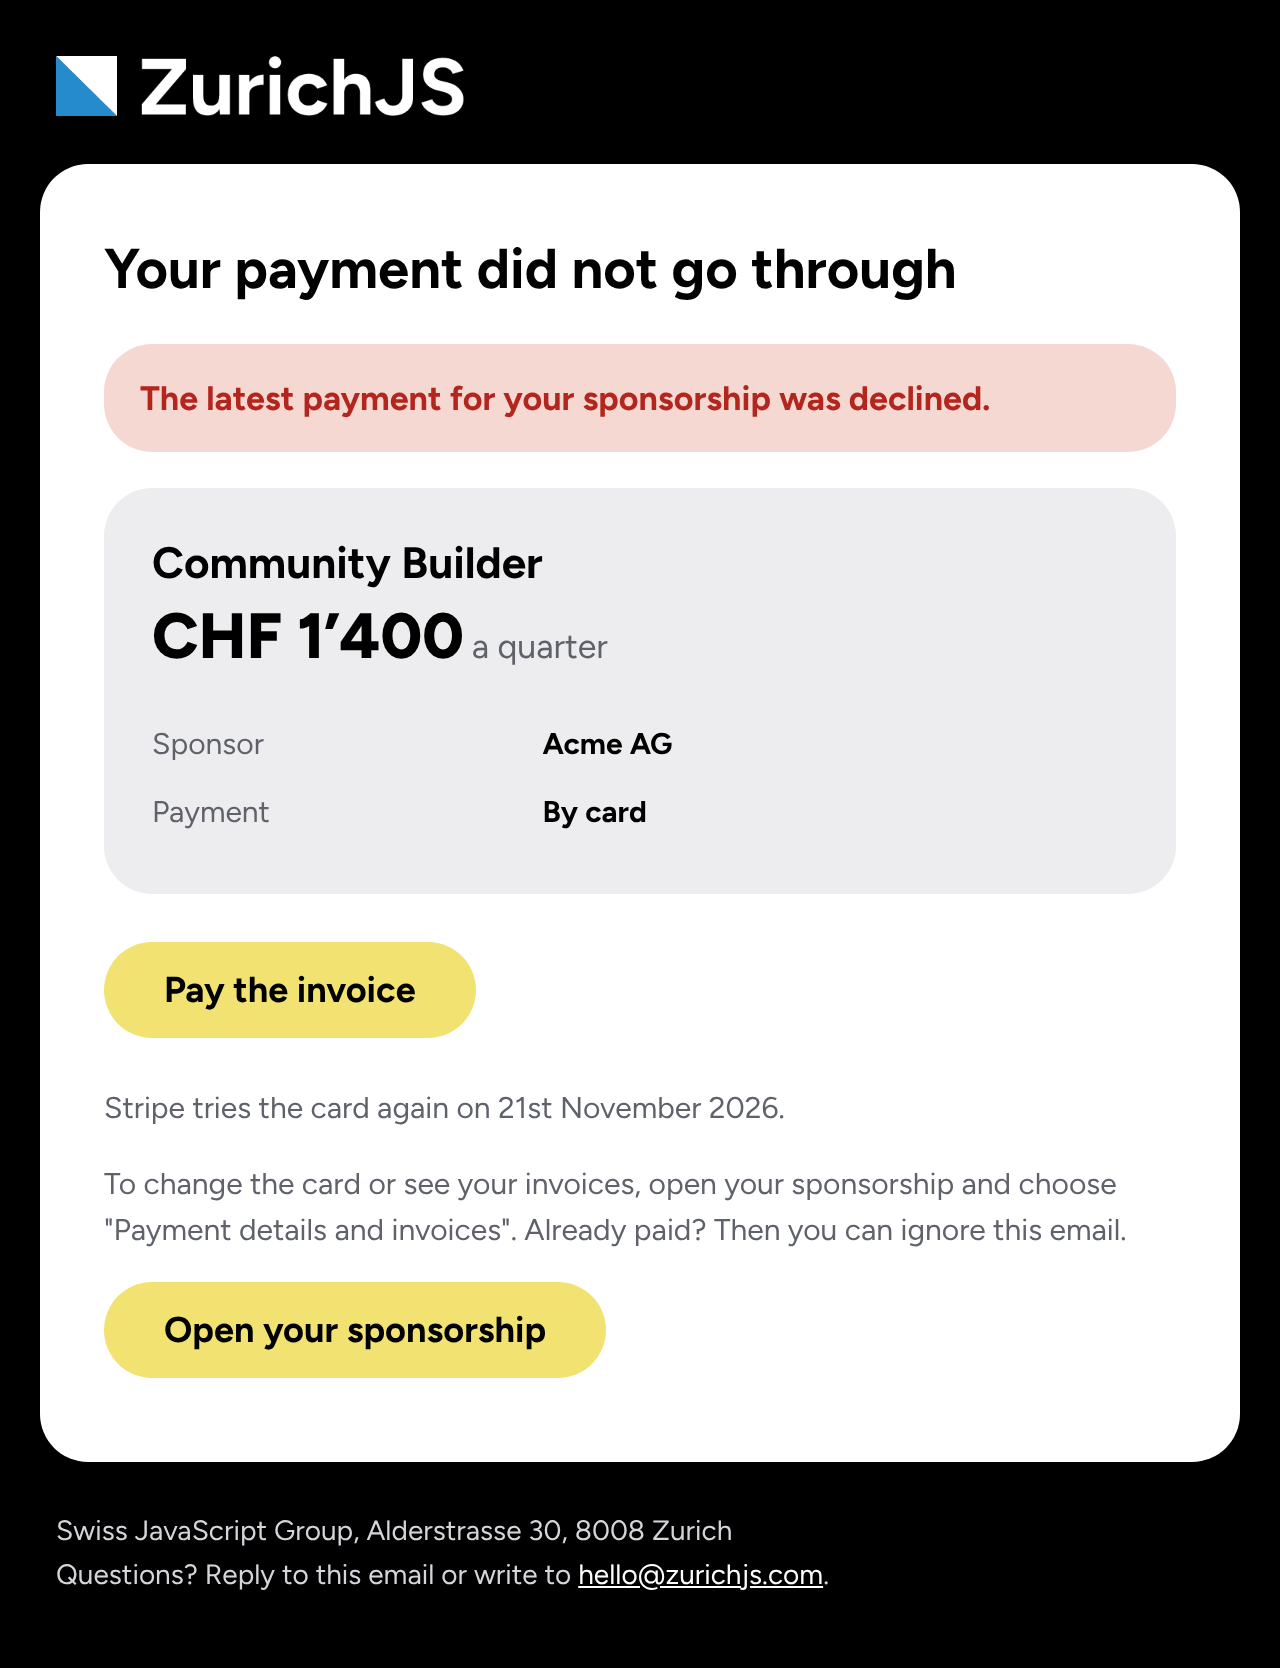 ZurichJS
Your payment did not go through
The latest payment for your sponsorship was declined.
Community Builder
CHF 1’400 a quarter
Sponsor Acme AG
Payment By card
Pay the invoice
Stripe tries the card again on 21st November 2026.
To change the card or see your invoices, open your sponsorship and choose
"Payment details and invoices". Already paid? Then you can ignore this email.
Open your sponsorship
Swiss JavaScript Group, Alderstrasse 30, 8008 Zurich
Questions? Reply to this email or write to hello@zurichjs.com.